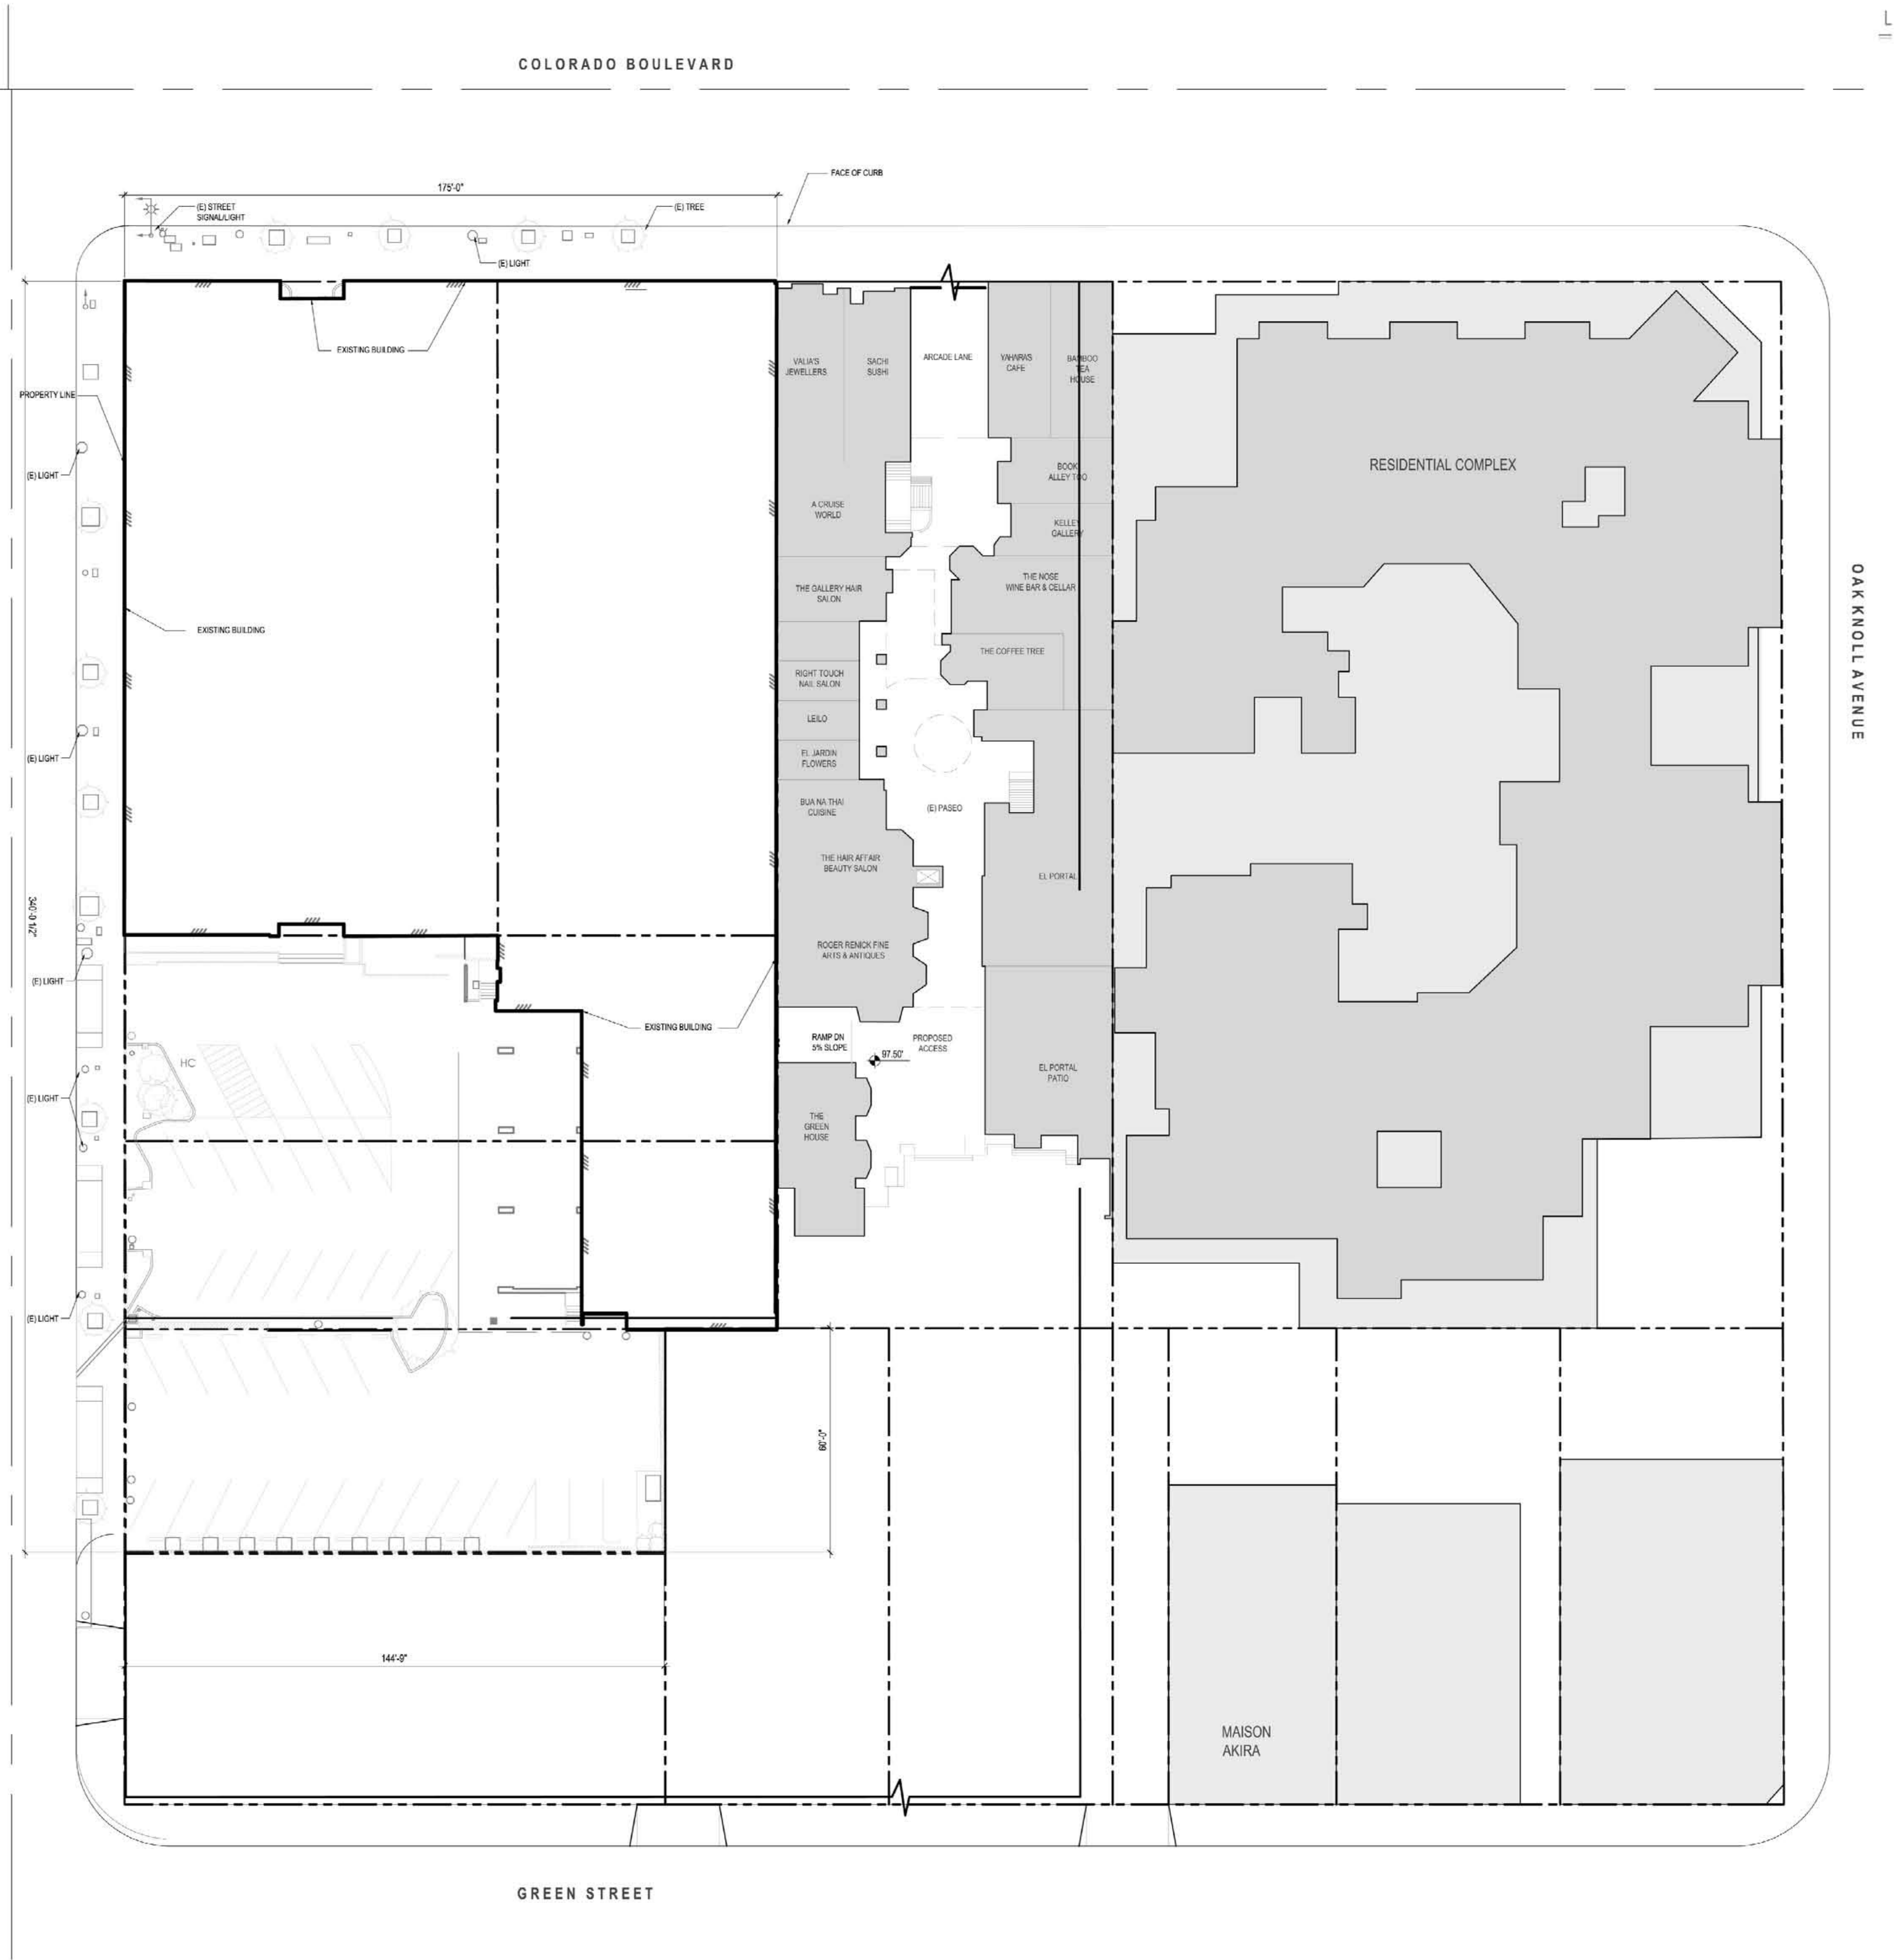 L
COLORADO BOULEVARD
FACE OF CURB
175'-0"
(E) STREET
SIGNAL/LIGHT
(E) TREE
(E) LIGHT
EXISTING BUILDING
PROPERTY LINE
(E) LIGHT
EXISTING BUILDING
(E) LIGHT
340'-0 1/2"
(E) LIGHT
(E) LIGHT
(E) LIGHT
HC
EXISTING BUILDING
VALIA'S
JEWELLERS
SACHI
SUSHI
ARCADE LANE
YAHARA'S
CAFE
BAMBOO
TEA
HOUSE
BOOK
ALLEY TOO
A CRUISE
WORLD
KELLEY
GALLERY
THE GALLERY HAIR
SALON
THE NOSE
WINE BAR & CELLAR
THE COFFEE TREE
RIGHT TOUCH
NAIL SALON
LEILO
EL JARDIN
FLOWERS
BUA NA THAI
CUISINE
(E) PASEO
THE HAIR AFFAIR
BEAUTY SALON
EL PORTAL
ROGER RENICK FINE
ARTS & ANTIQUES
RAMP DN
5% SLOPE
97.50'
PROPOSED
ACCESS
EL PORTAL
PATIO
THE
GREEN
HOUSE
RESIDENTIAL COMPLEX
OAK KNOLL AVENUE
60'-0"
144'-9"
MAISON
AKIRA
GREEN STREET